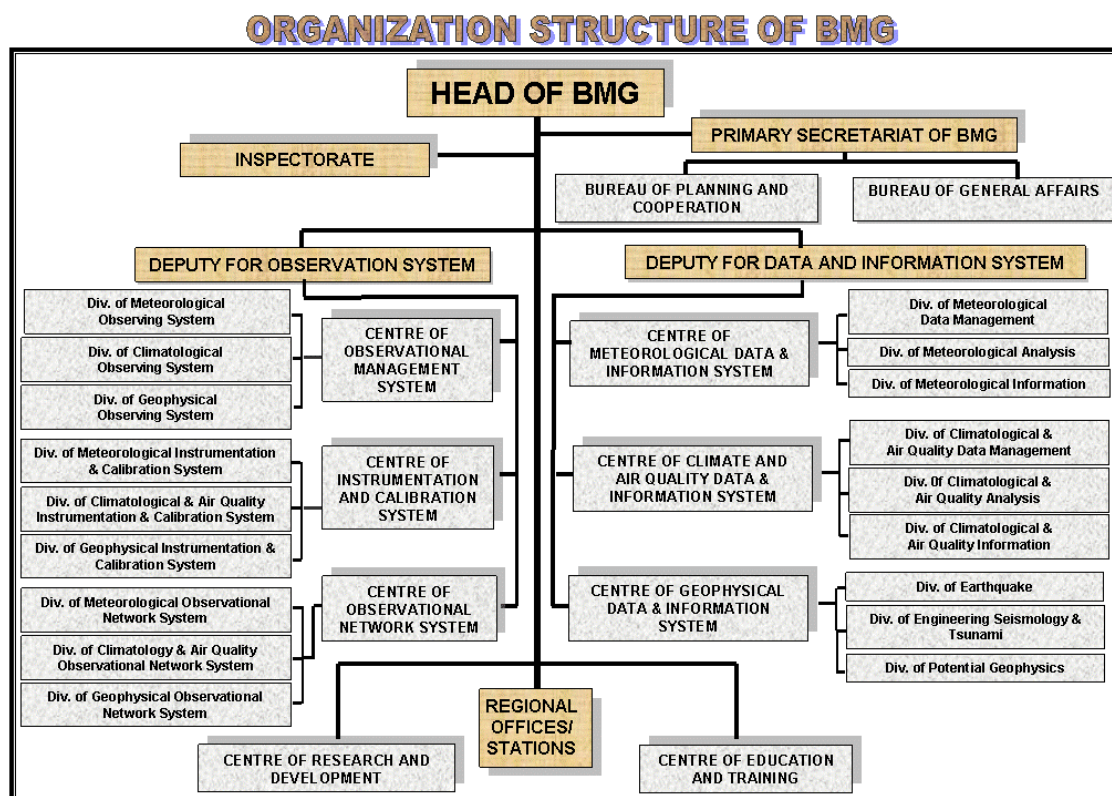 ORGANIZATION STRUCTURE OF BMG
HEAD OF BMG
PRIMARY SECRETARIAT OF BMG
INSPECTORATE
BUREAU OF PLANNING AND
COOPERATION
BUREAU OF GENERAL AFFAIRS
DEPUTY FOR OBSERVATION SYSTEM
DEPUTY FOR DATA AND INFORMATION SYSTEM
Div. of Meteorological
Observing System
Div. of Climatological
Observing System
Div. of Geophysical
Observing System
CENTRE OF
OBSERVATIONAL
MANAGEMENT
SYSTEM
Div. of Meteorological Instrumentation
& Calibration System
Div. of Climatological & Air Quality
Instrumentation & Calibration System
Div. of Geophysical Instrumentation &
Calibration System
CENTRE OF
INSTRUMENTATION
AND CALIBRATION
SYSTEM
Div. of Meteorological Observational
Network System
Div. of Climatology & Air Quality
Observational Network System
Div. of Geophysical Observational
Network System
CENTRE OF
OBSERVATIONAL
NETWORK SYSTEM
CENTRE OF
METEOROLOGICAL DATA &
INFORMATION SYSTEM
Div. of Meteorological
Data Management
Div. of Meteorological Analysis
Div. of Meteorological Information
CENTRE OF CLIMATE AND
AIR QUALITY DATA &
INFORMATION SYSTEM
Div. of Climatological &
Air Quality Data Management
Div. 0f Climatological &
Air Quality Analysis
Div. of Climatological &
Air Quality Information
CENTRE OF GEOPHYSICAL
DATA & INFORMATION
SYSTEM
Div. of Earthquake
Div. of Engineering Seismology &
Tsunami
Div. of Potential Geophysics
REGIONAL
OFFICES/
STATIONS
CENTRE OF RESEARCH AND
DEVELOPMENT
CENTRE OF EDUCATION
AND TRAINING